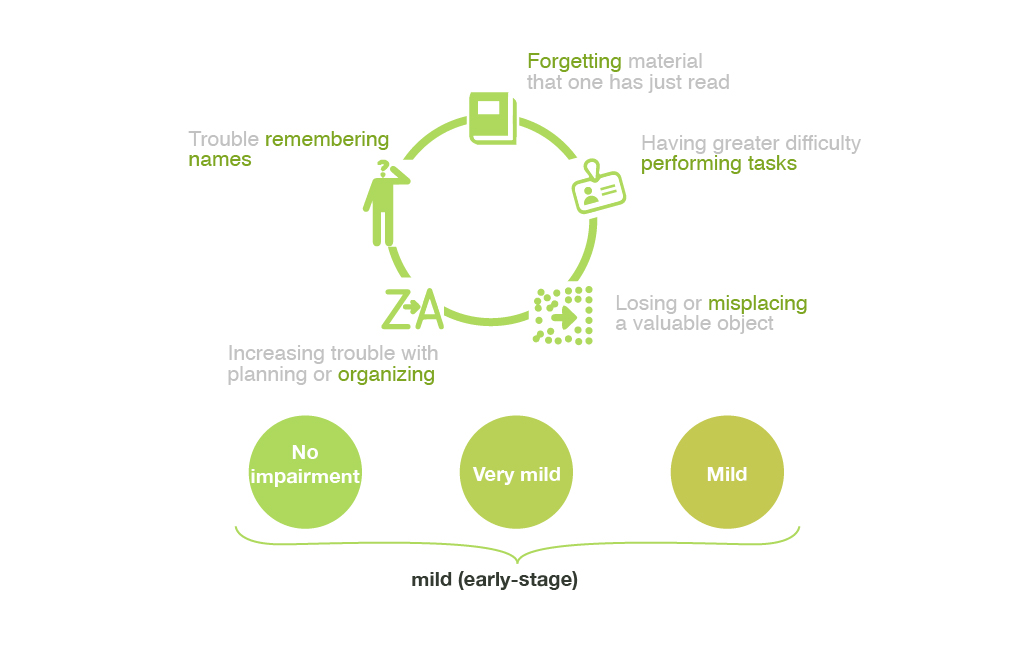 Forgetting material
that one has just read
Trouble remembering
names
Having greater difficulty
performing tasks
?
Z A
Losing or misplacing
a valuable object
Increasing trouble with
planning or organizing
No
impairment
Very mild
Mild
mild (early-stage)